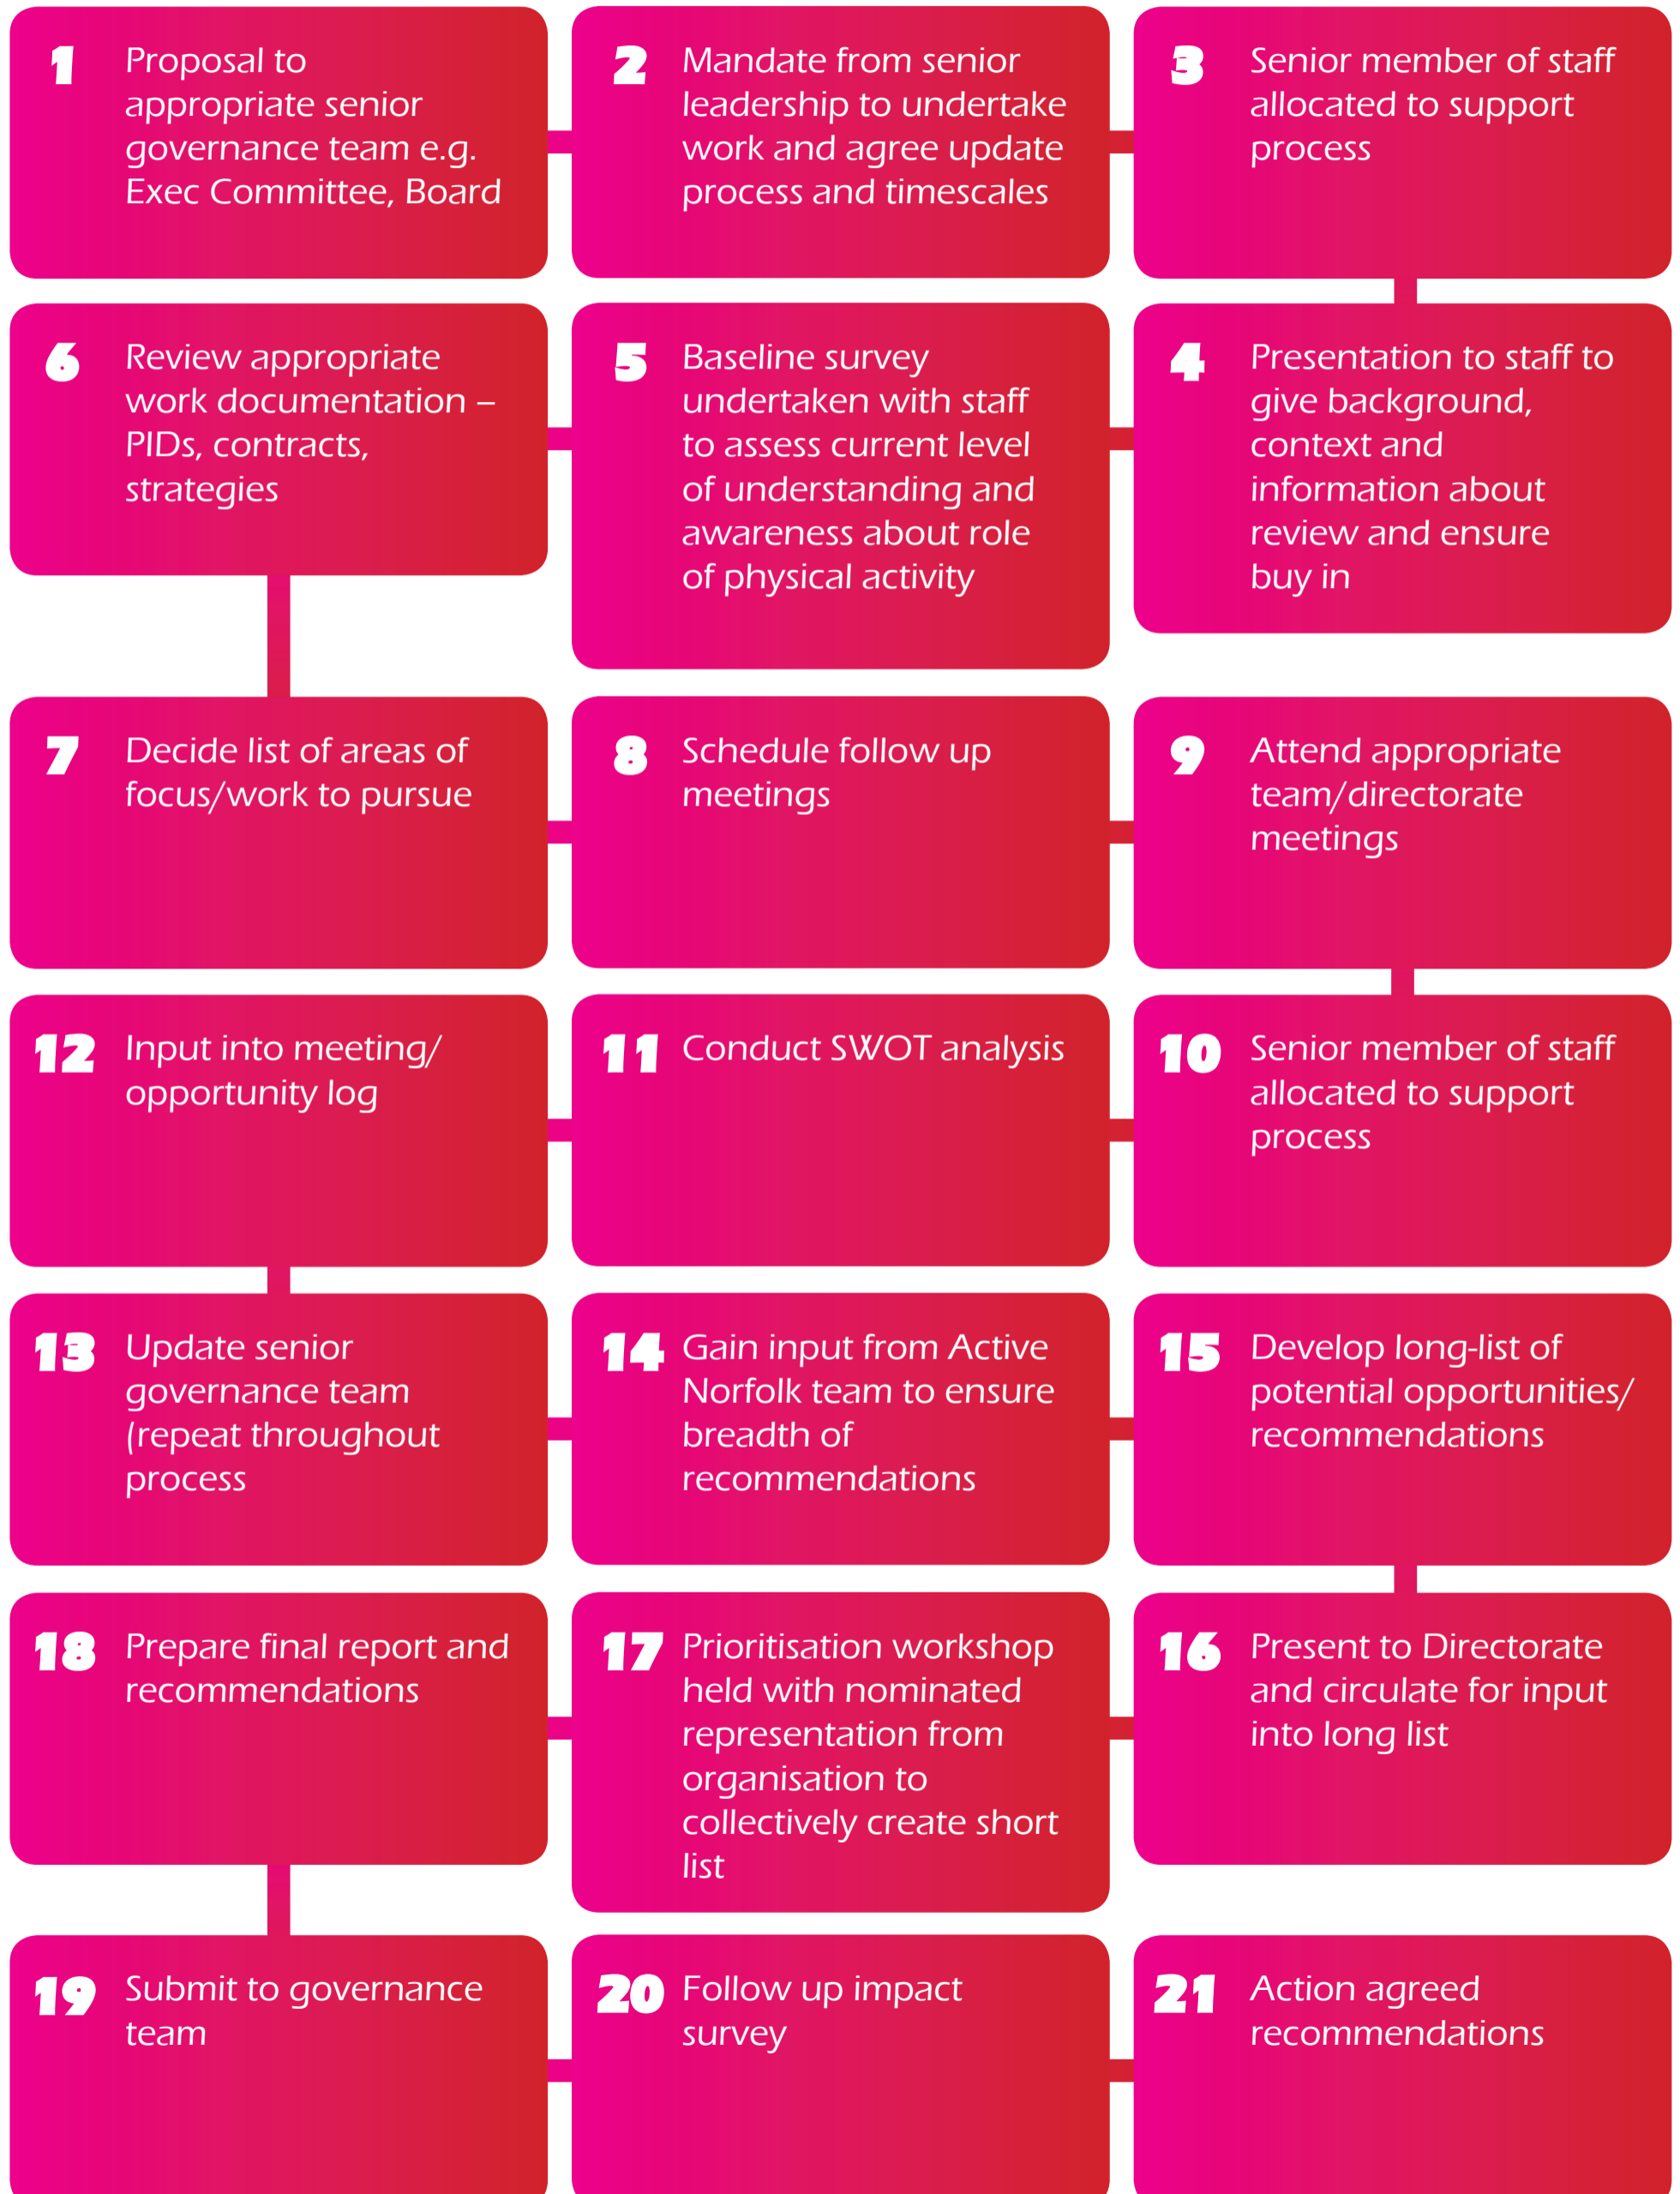 1
Proposal to
appropriate senior
governance team e.g.
Exec Committee, Board
2
Mandate from senior
leadership to undertake
work and agree update
process and timescales
3
Senior member of staff
allocated to support
process
4
Presentation to staff to
give background,
context and
information about
review and ensure
buy in
5
Baseline survey
undertaken with staff
to assess current level
of understanding and
awareness about role
of physical activity
6
Review appropriate
work documentation –
PIDs, contracts,
strategies
7
Decide list of areas of
focus/work to pursue
8
Schedule follow up
meetings
9
Attend appropriate
team/directorate
meetings
10
Senior member of staff
allocated to support
process
11
Conduct SWOT analysis
12
Input into meeting/
opportunity log
13
Update senior
governance team
(repeat throughout
process
14
Gain input from Active
Norfolk team to ensure
breadth of
recommendations
15
Develop long-list of
potential opportunities/
recommendations
16
Present to Directorate
and circulate for input
into long list
17
Prioritisation workshop
held with nominated
representation from
organisation to
collectively create short
list
18
Prepare final report and
recommendations
19
Submit to governance
team
20
Follow up impact
survey
21
Action agreed
recommendations